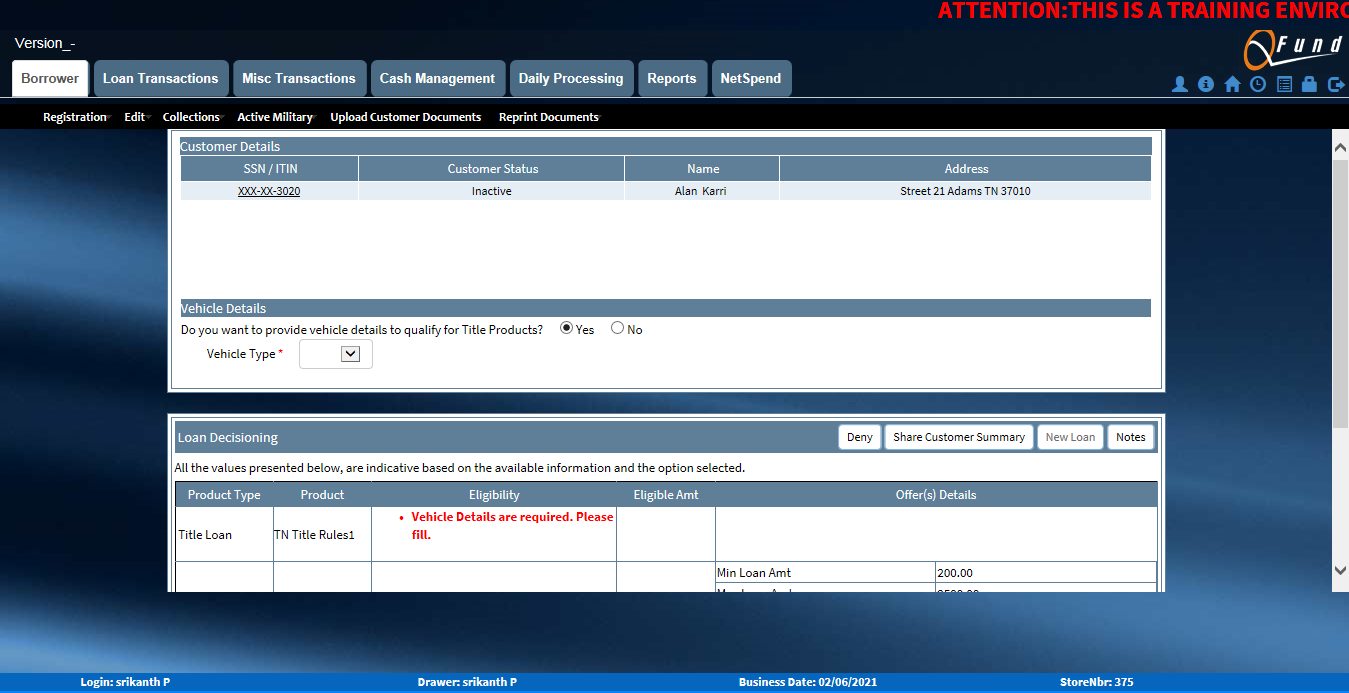 ATTENTION:THIS IS A TRAINING
Version_-
QFund
Borrower Loan Transactions Misc Transactions Cash Management Daily Processing Reports NetSpend
Registration Edit Collections Active Military Upload Customer Documents Reprint Documents
Customer Details
SSN / ITIN Customer Status Name Address
XXX-XX-3020 Inactive Alan Karri Street 21 Adams TN 37010
Vehicle Details
Do you want to provide vehicle details to qualify for Title Products? Yes No
Vehicle Type *
Loan Decisioning Deny Share Customer Summary New Loan Notes
All the values presented below, are indicative based on the available information and the option selected.
Product Type Product Eligibility Eligible Amt Offer(s) Details
• Vehicle Details are required. Please
Title Loan TN Title Rules1
fill.
Min Loan Amt 200.00
Login: srikanth P Drawer: srikanth P Business Date: 02/06/2021 StoreNbr: 375